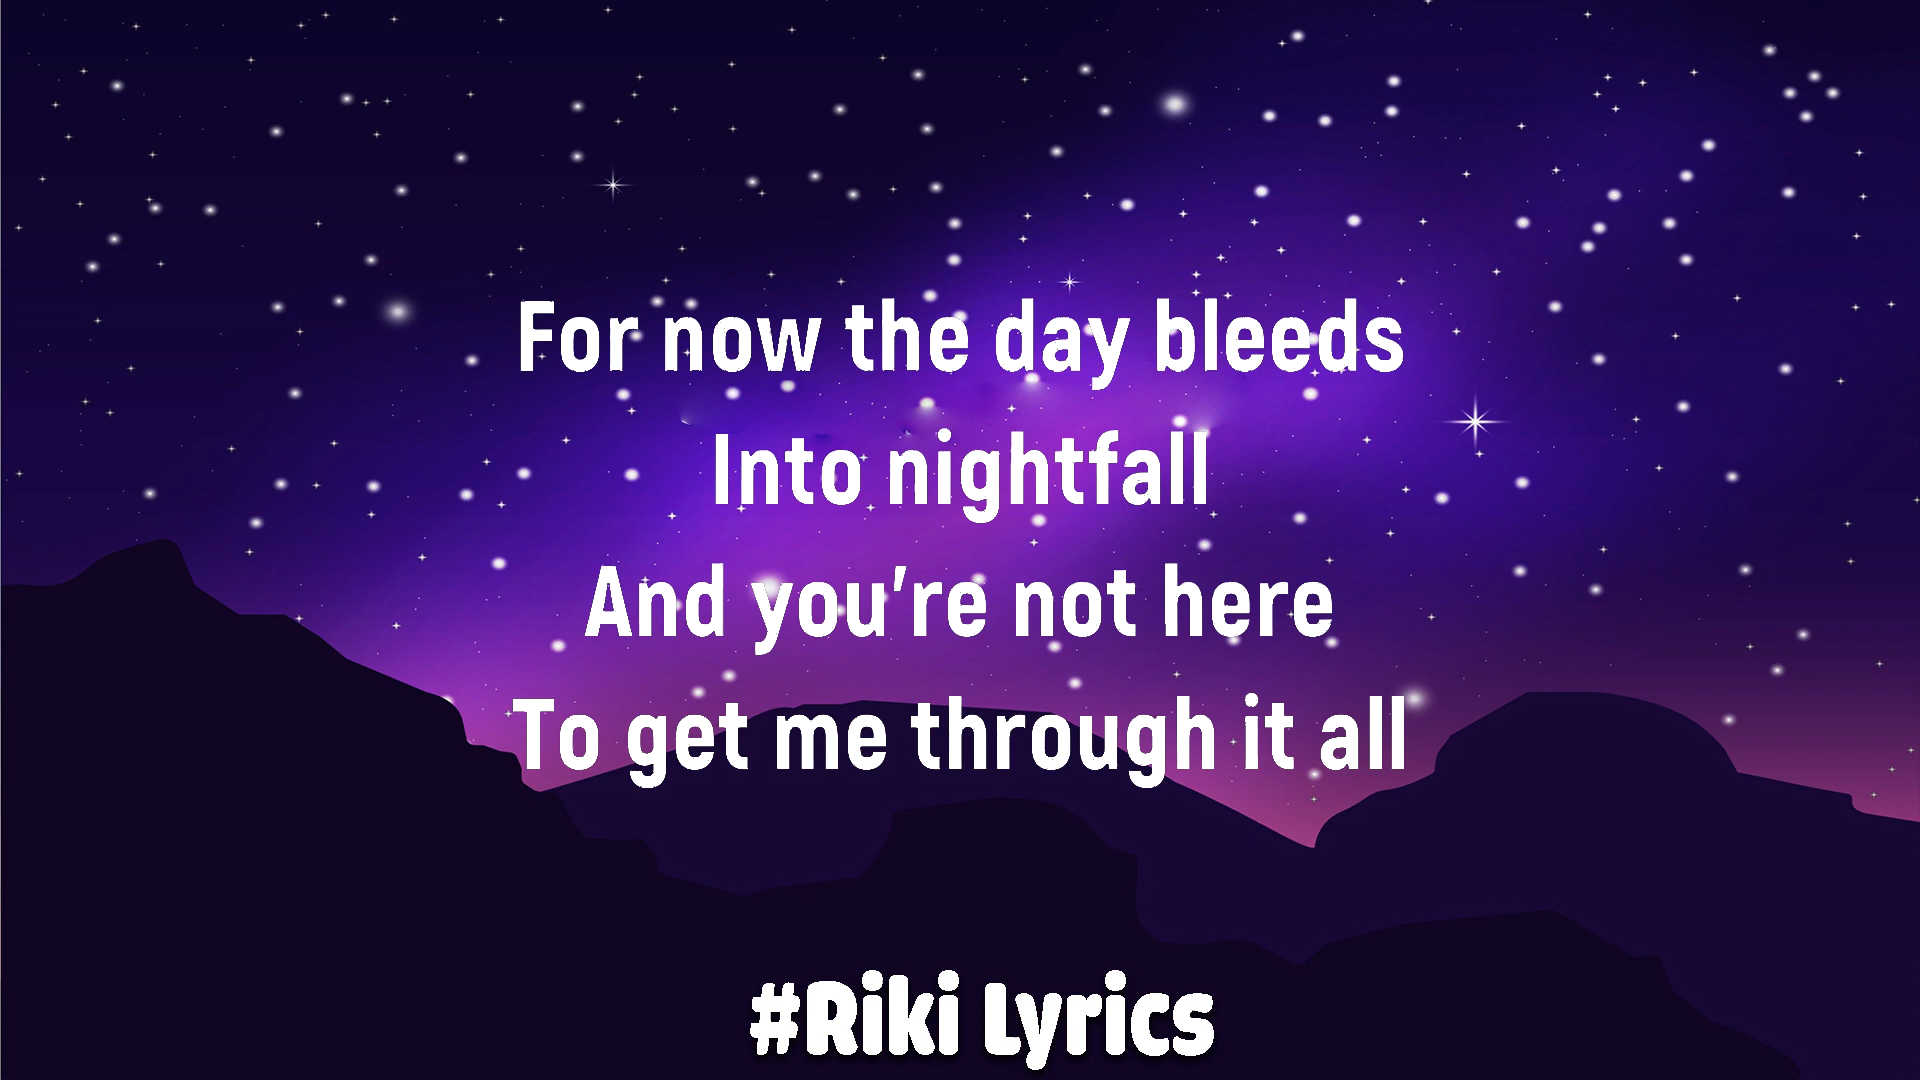 For now the day bleeds
Into nightfall
And you’re not here
To get me through it all
#Riki Lyrics